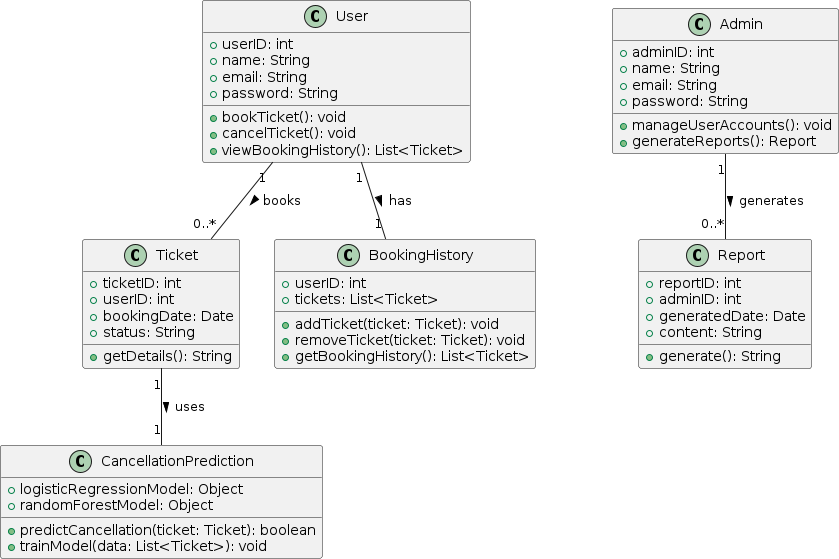 C User
userID: int
name: String
email: String
password: String
bookTicket(): void
cancelTicket(): void
viewBookingHistory(): List<Ticket>
C Admin
adminID: int
name: String
email: String
password: String
manageUserAccounts(): void
generateReports(): Report
1
books
0..*
1
has
1
1
generates
0..*
C Ticket
ticketID: int
userID: int
bookingDate: Date
status: String
getDetails(): String
C BookingHistory
userID: int
tickets: List<Ticket>
addTicket(ticket: Ticket): void
removeTicket(ticket: Ticket): void
getBookingHistory(): List<Ticket>
C Report
reportID: int
adminID: int
generatedDate: Date
content: String
generate(): String
1
uses
1
C CancellationPrediction
logisticRegressionModel: Object
randomForestModel: Object
predictCancellation(ticket: Ticket): boolean
trainModel(data: List<Ticket>): void